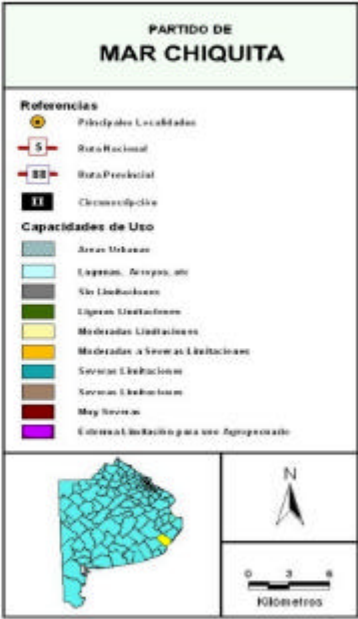 PARTIDO DE
MAR CHIQUITA
Referencias
Principales Localidades
5 Ruta Nacional
88 Ruta Provincial
II Circunscripción
Capacidades de Uso
Areas Urbanas
Lagunas, Arroyos, etc
Sin Limitaciones
Ligeras Limitaciones
Moderadas Limitaciones
Moderadas a Severas Limitaciones
Severas Limitaciones
Severas Limitaciones
Muy Severas
Extrema Limitación para uso Agropecuario
N
0 3 6
Kilómetros